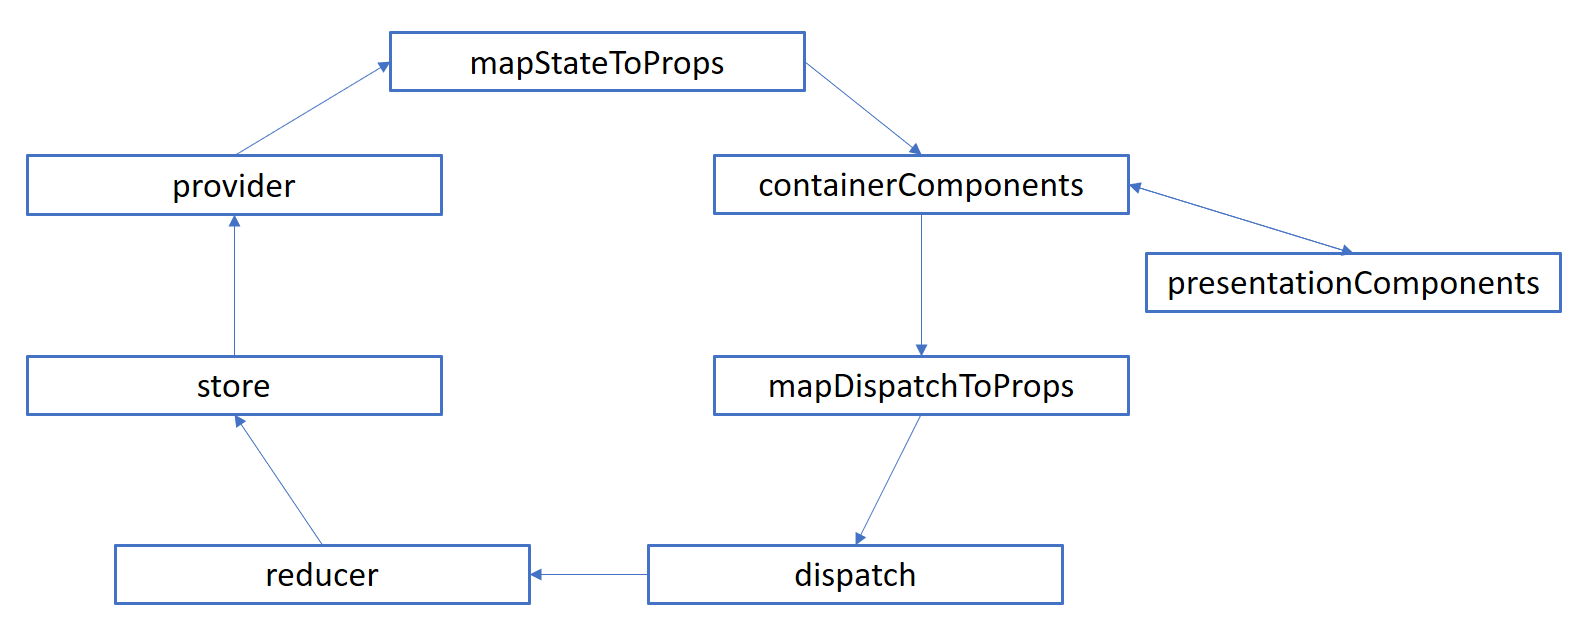 mapStateToProps
provider
containerComponents
presentationComponents
store
mapDispatchToProps
reducer
dispatch